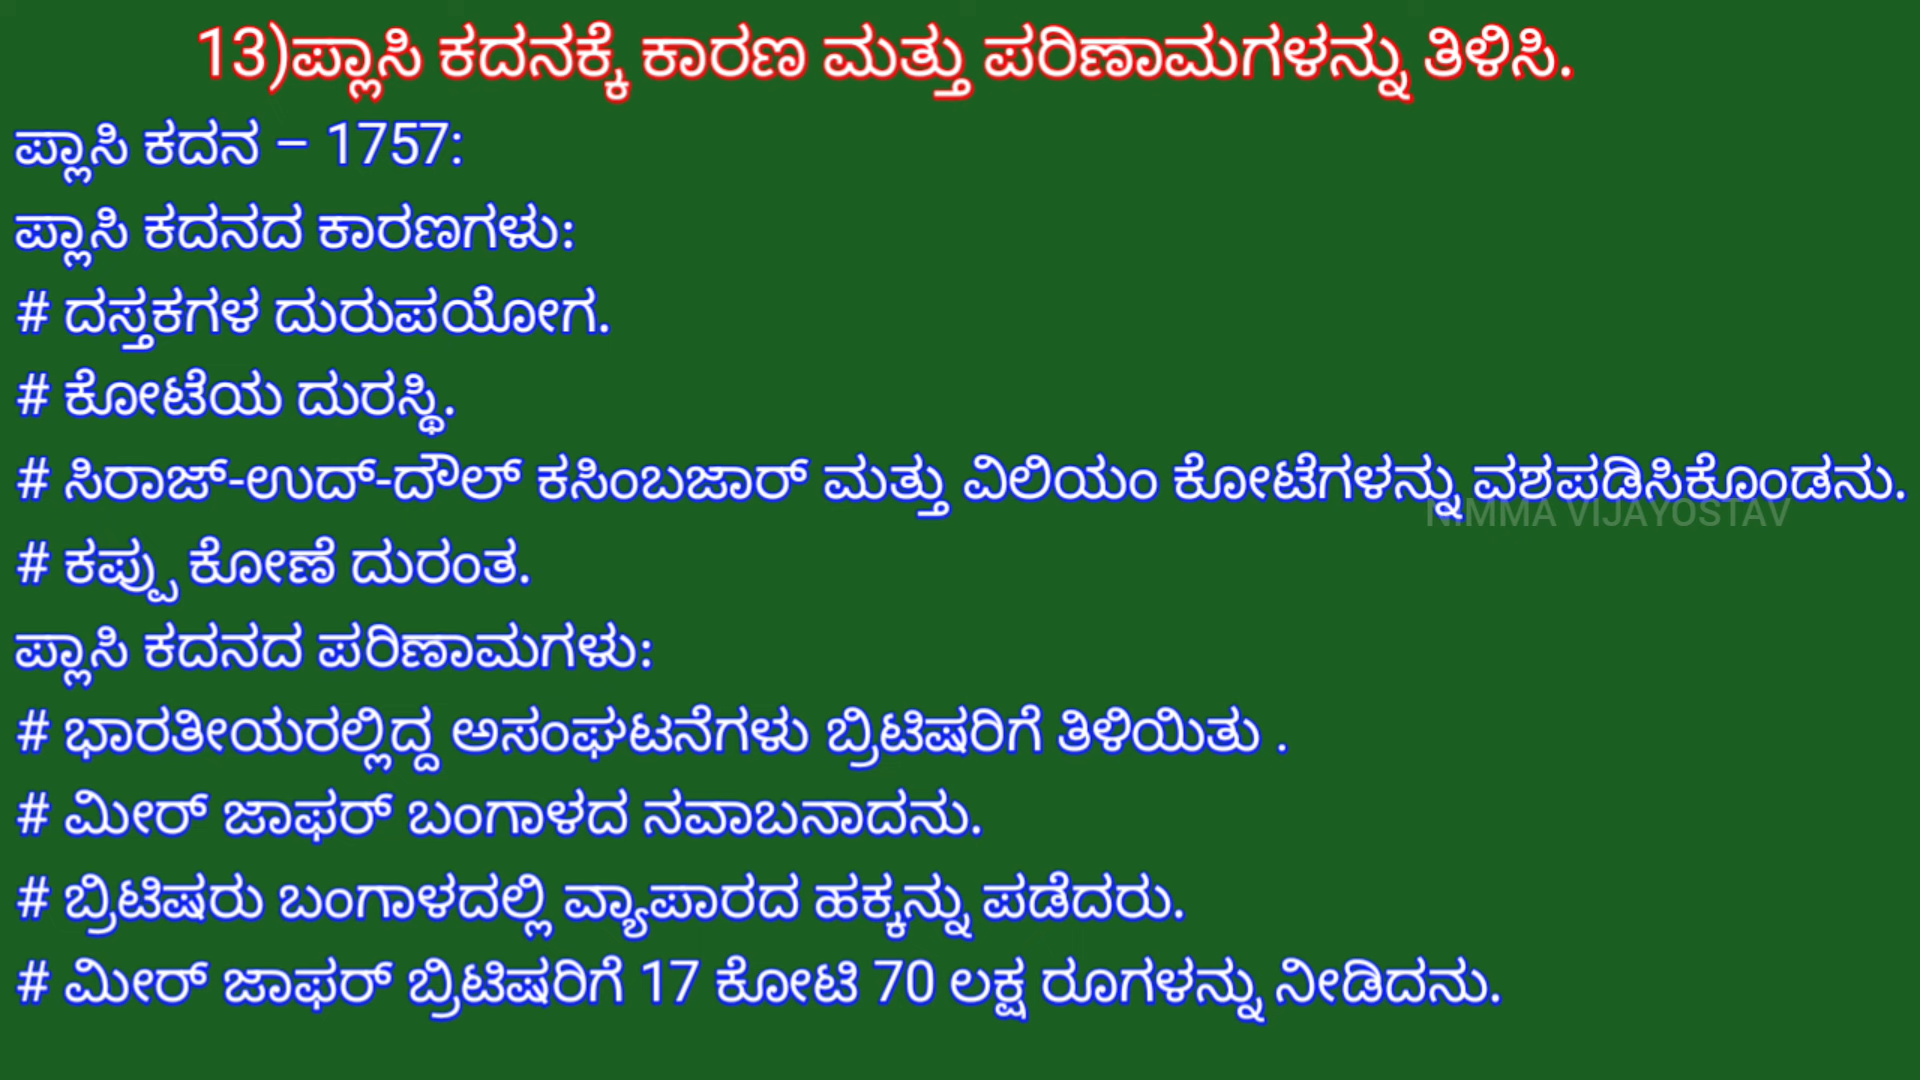 13)ಪ್ಲಾಸಿ ಕದನಕ್ಕೆ ಕಾರಣ ಮತ್ತು ಪರಿಣಾಮಗಳನ್ನು ತಿಳಿಸಿ.
ಪ್ಲಾಸಿ ಕದನ – 1757:
ಪ್ಲಾಸಿ ಕದನದ ಕಾರಣಗಳು:
# ದಸ್ತಕಗಳ ದುರುಪಯೋಗ.
# ಕೋಟೆಯ ದುರಸ್ಥಿ.
# ಸಿರಾಜ್-ಉದ್-ದೌಲ್ ಕಸಿಂಬಜಾರ್ ಮತ್ತು ವಿಲಿಯಂ ಕೋಟೆಗಳನ್ನು ವಶಪಡಿಸಿಕೊಂಡನು.
NIMMA VIJAYOSTAV
# ಕಪ್ಪು ಕೋಣೆ ದುರಂತ.
ಪ್ಲಾಸಿ ಕದನದ ಪರಿಣಾಮಗಳು:
# ಭಾರತೀಯರಲ್ಲಿದ್ದ ಅಸಂಘಟನೆಗಳು ಬ್ರಿಟಿಷರಿಗೆ ತಿಳಿಯಿತು .
# ಮೀರ್ ಜಾಫರ್ ಬಂಗಾಳದ ನವಾಬನಾದನು.
# ಬ್ರಿಟಿಷರು ಬಂಗಾಳದಲ್ಲಿ ವ್ಯಾಪಾರದ ಹಕ್ಕನ್ನು ಪಡೆದರು.
# ಮೀರ್ ಜಾಫರ್ ಬ್ರಿಟಿಷರಿಗೆ 17 ಕೋಟಿ 70 ಲಕ್ಷ ರೂಗಳನ್ನು ನೀಡಿದನು.